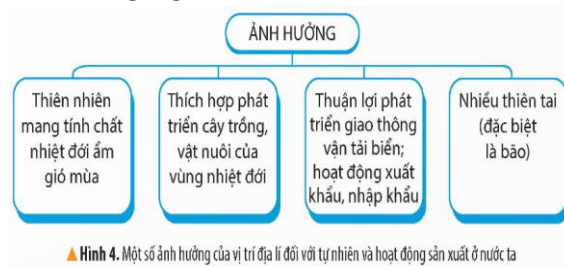 ẢNH HƯỞNG
Thiên nhiên
mang tính chất
nhiệt đới ẩm
gió mùa
Thích hợp phát
triển cây trồng,
vật nuôi của
vùng nhiệt đới
Thuận lợi phát
triển giao thông
vận tải biển;
hoạt động xuất
khẩu, nhập khẩu
Nhiều thiên tai
(đặc biệt
là bão)
▲ Hình 4. Một số ảnh hưởng của vị trí địa lí đối với tự nhiên và hoạt động sản xuất ở nước ta